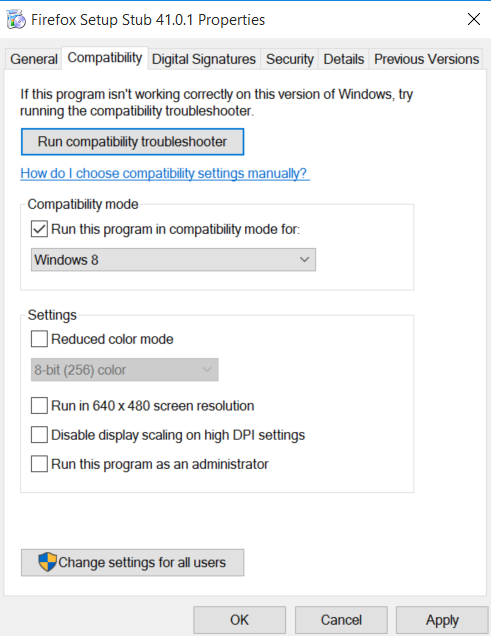 Firefox Setup Stub 41.0.1 Properties
General Compatibility Digital Signatures Security Details Previous Versions
If this program isn't working correctly on this version of Windows, try
running the compatibility troubleshooter.
Run compatibility troubleshooter
How do I choose compatibility settings manually?
Compatibility mode
Run this program in compatibility mode for:
Windows 8
Settings
Reduced color mode
8-bit (256) color
Run in 640 x 480 screen resolution
Disable display scaling on high DPI settings
Run this program as an administrator
Change settings for all users
OK Cancel Apply